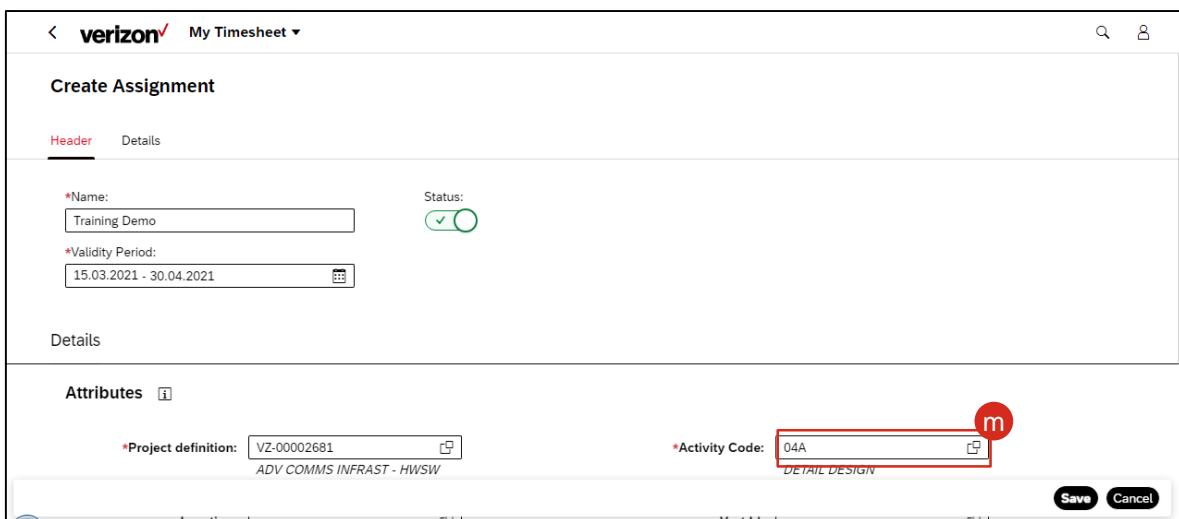 verizon My Timesheet
Create Assignment
Header Details
*Name: Status:
Training Demo
*Validity Period:
15.03.2021 - 30.04.2021
Details
Attributes i
m
*Project definition: VZ-00002681 *Activity Code: 04A
ADV COMMS INFRAST - HWSW DETAIL DESIGN
Save Cancel